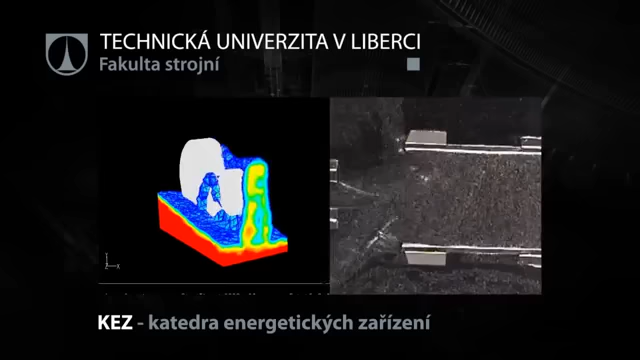 TECHNICKÁ UNIVERZITA V LIBERCI
Fakulta strojní
KEZ - katedra energetických zařízení